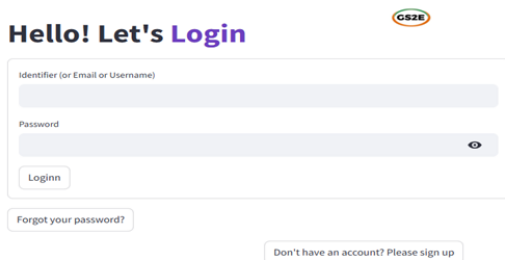 GS2E
Hello! Let's Login
Identifier (or Email or Username)
Password
Loginn
Forgot your password?
Don't have an account? Please sign up